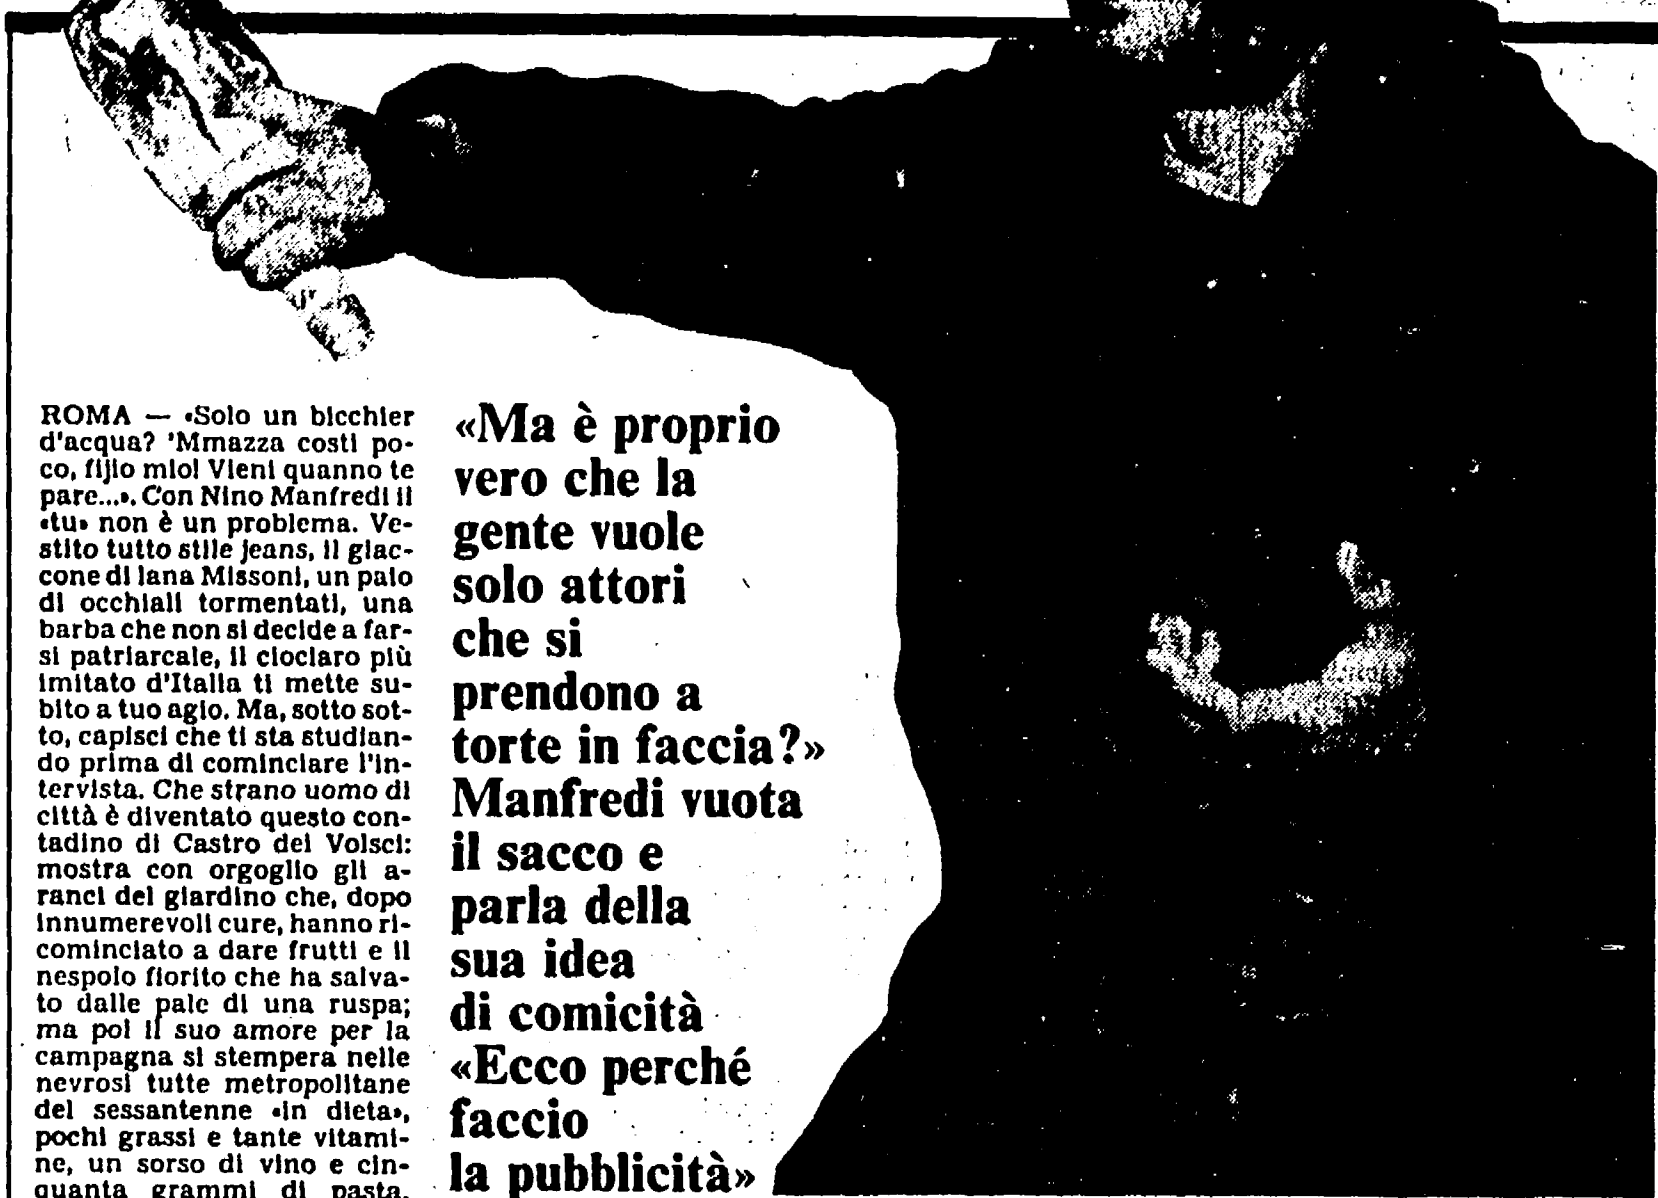 ROMA — «Solo un bicchier
d'acqua? 'Mmazza costi po-
co, fijio mio! Vieni quanno te
pare...». Con Nino Manfredi il
«tu» non è un problema. Ve-
stito tutto stile jeans, il giac-
cone di lana Missoni, un paio
di occhiali tormentati, una
barba che non si decide a far-
si patriarcale, il ciociaro più
imitato d'Italia ti mette su-
bito a tuo agio. Ma, sotto sot-
to, capisci che ti sta studian-
do prima di cominciare l'in-
tervista. Che strano uomo di
città è diventato questo con-
tadino di Castro dei Volsci:
mostra con orgoglio gli a-
ranci del giardino che, dopo
innumerevoli cure, hanno ri-
cominciato a dare frutti e il
nespolo fiorito che ha salva-
to dalle pale di una ruspa;
ma poi il suo amore per la
campagna si stempera nelle
nevrosi tutte metropolitane
del sessantenne «in dieta»,
pochi grassi e tante vitami-
ne, un sorso di vino e cin-
quanta grammi di pasta.
«Ma è proprio
vero che la
gente vuole
solo attori
che si
prendono a
torte in faccia?»
Manfredi vuota
il sacco e
parla della
sua idea
di comicità
«Ecco perché
faccio
la pubblicità»